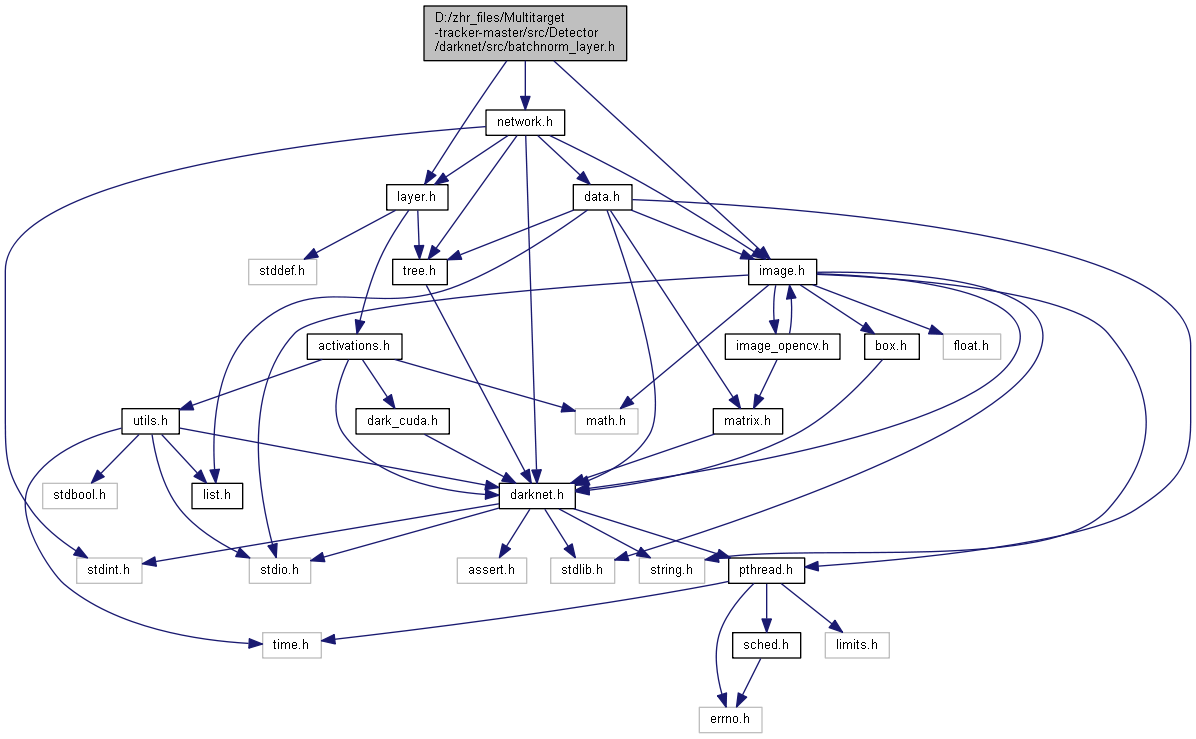 D:/zhr_files/Multitarget
-tracker-master/src/Detector
/darknet/src/batchnorm_layer.h
network.h
layer.h
data.h
stddef.h
tree.h
image.h
activations.h
image_opencv.h
box.h
float.h
utils.h
dark_cuda.h
math.h
matrix.h
stdbool.h
list.h
darknet.h
stdint.h
stdio.h
assert.h
stdlib.h
string.h
pthread.h
time.h
sched.h
limits.h
errno.h